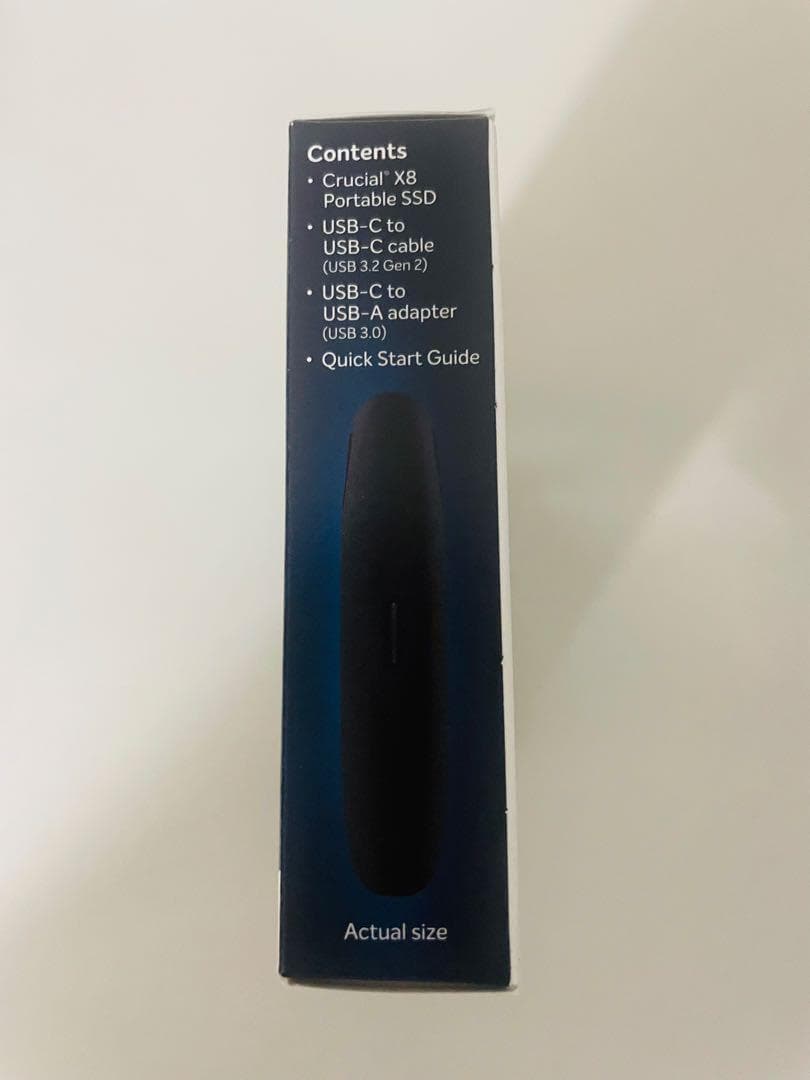 Contents
• Crucial® X8
Portable SSD
• USB-C to
USB-C cable
(USB 3.2 Gen 2)
• USB-C to
USB-A adapter
(USB 3.0)
• Quick Start Guide
Actual size